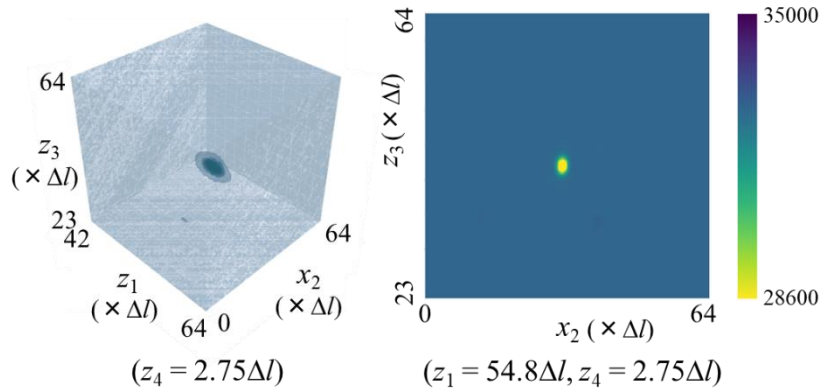 64
z₃
(× Δl)
23
42
z₁
(× Δl)
64
0
x₂
(× Δl)
64
(z₄ = 2.75Δl)
64
z₃ (× Δl)
23
0
x₂ (× Δl)
64
(z₁ = 54.8Δl, z₄ = 2.75Δl)
35000
28600